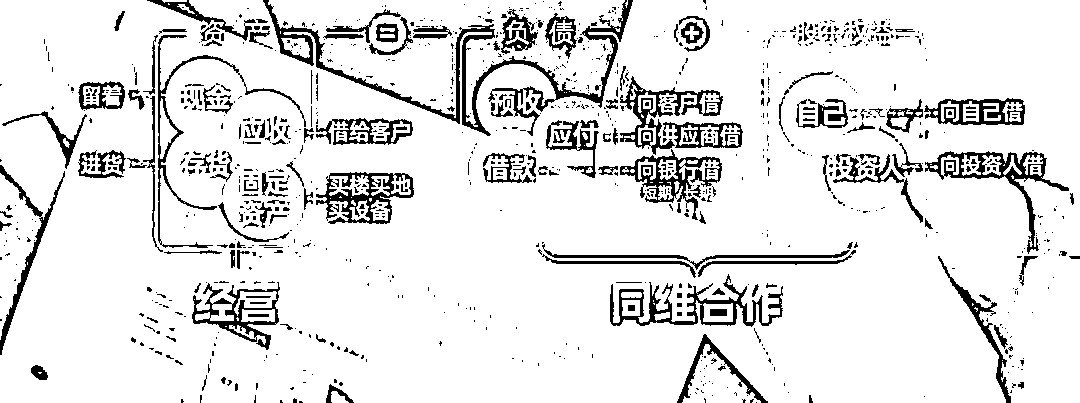 资产 = 负债 + 股东权益
留着 现金
应收 借给客户
进货 存货
固定资产 买楼买地
买设备
预收 向客户借
应付 向供应商借
借款 向银行借
短期/长期
自己 向自己借
投资人 向投资人借
经营
同维合作